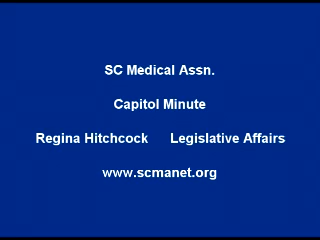 SC Medical Assn.
Capitol Minute
Regina Hitchcock Legislative Affairs
www.scmanet.org